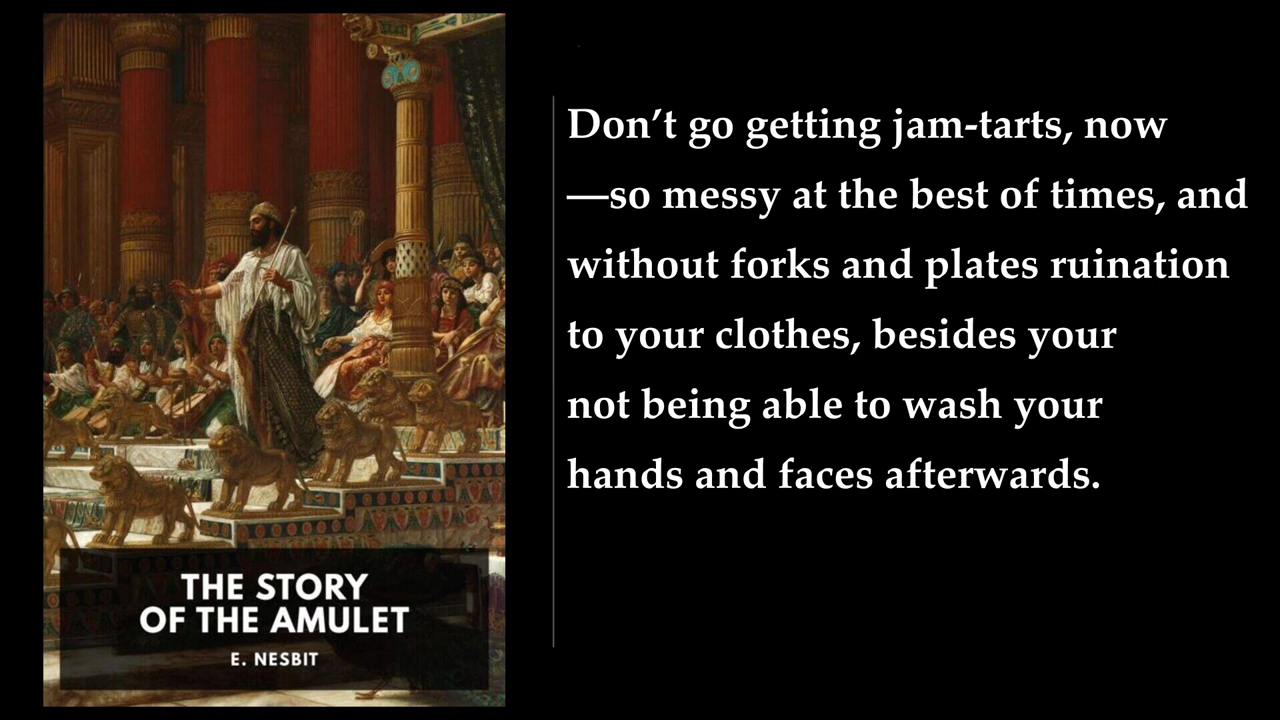 Don’t go getting jam-tarts, now
—so messy at the best of times, and
without forks and plates ruination
to your clothes, besides your
not being able to wash your
hands and faces afterwards.
THE STORY
OF THE AMULET
E. NESBIT